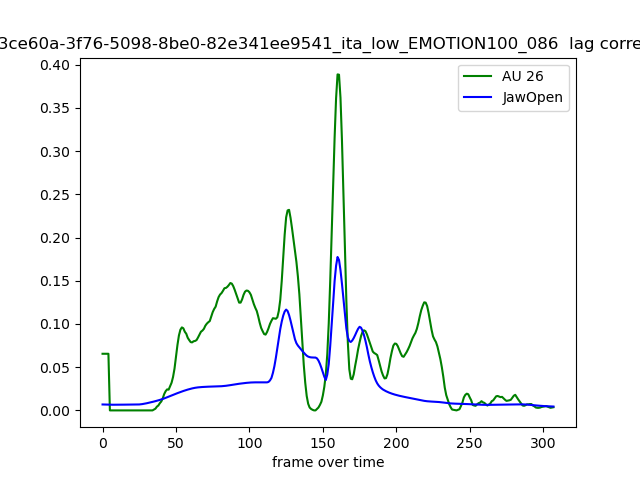 3ce60a-3f76-5098-8be0-82e341ee9541_ita_low_EMOTION100_086 lag corre
AU 26
JawOpen
0.40
0.35
0.30
0.25
0.20
0.15
0.10
0.05
0.00
0 50 100 150 200 250 300
frame over time